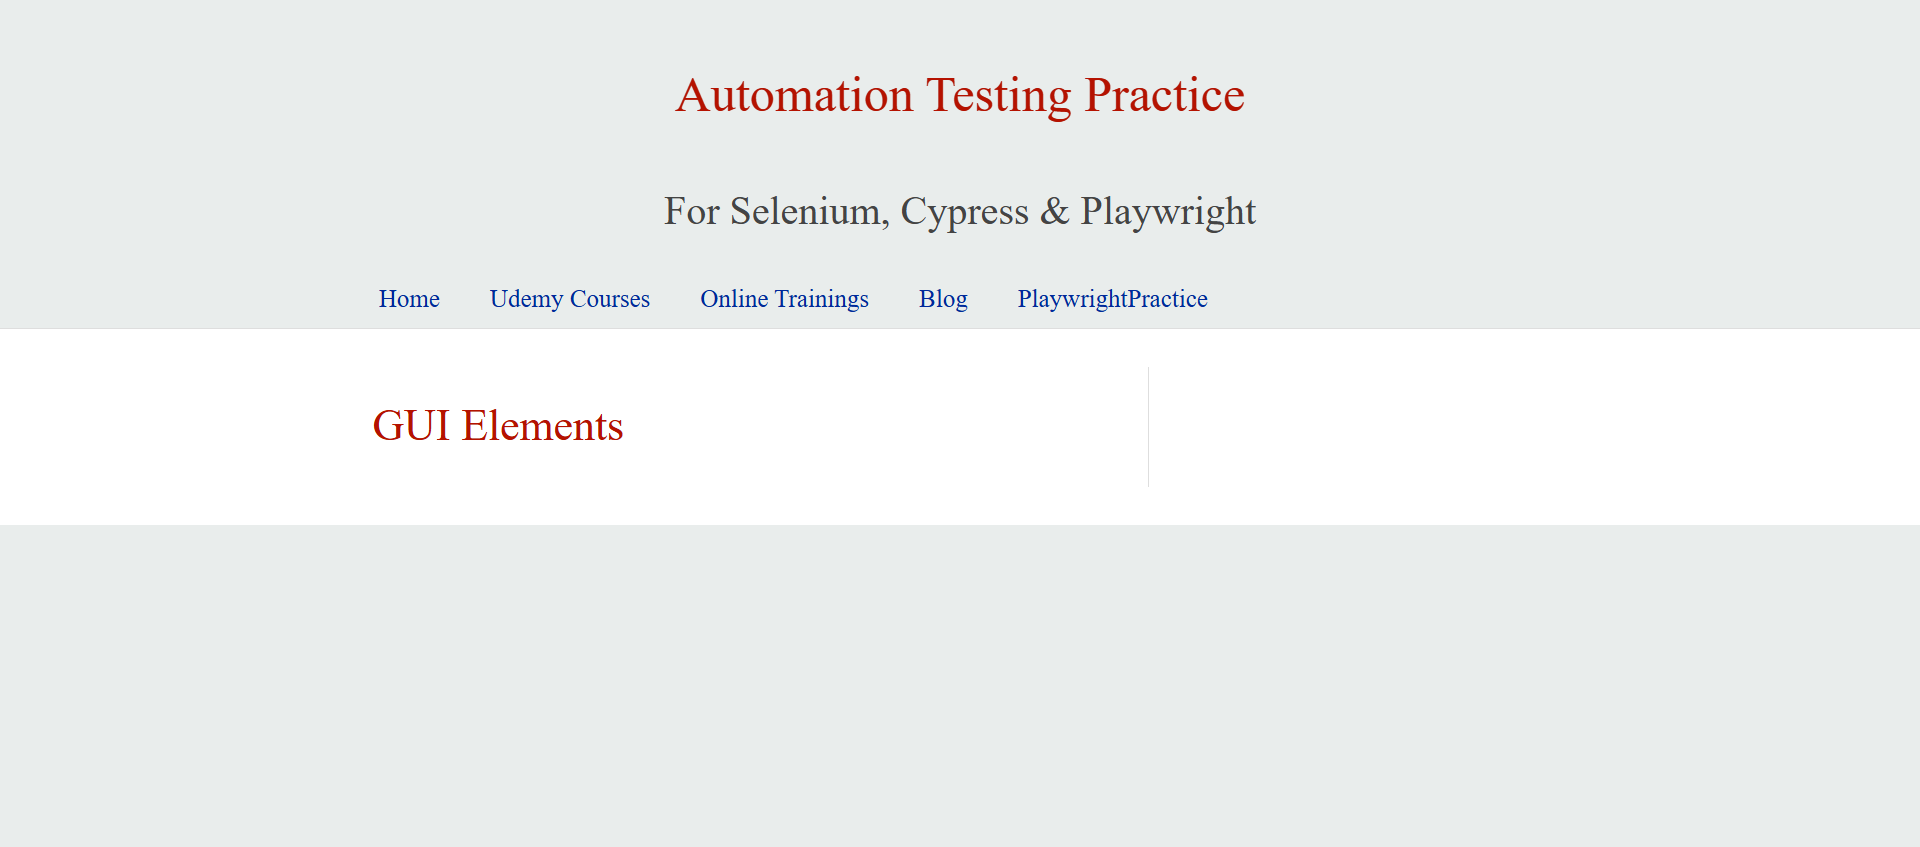 Automation Testing Practice
For Selenium, Cypress & Playwright
Home Udemy Courses Online Trainings Blog PlaywrightPractice
GUI Elements